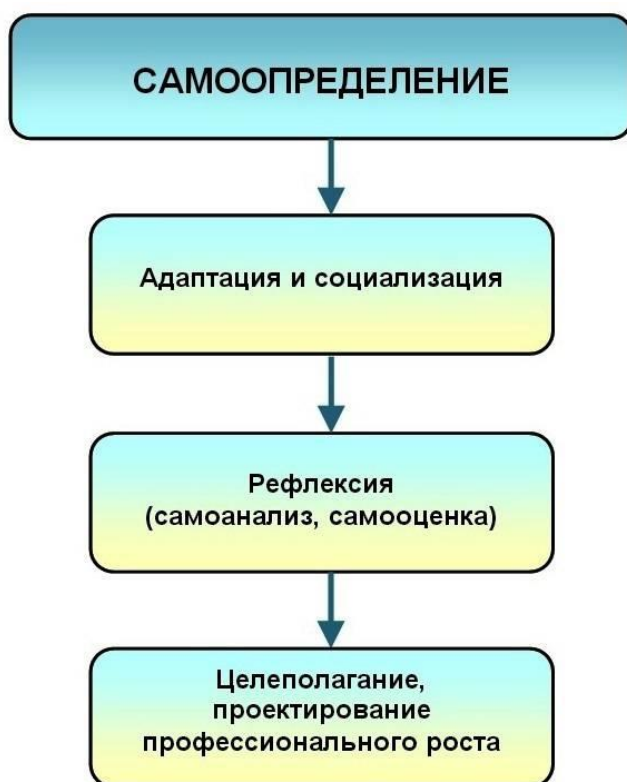 САМООПРЕДЕЛЕНИЕ
Адаптация и социализация
Рефлексия
(самоанализ, самооценка)
Целеполагание,
проектирование
профессионального роста